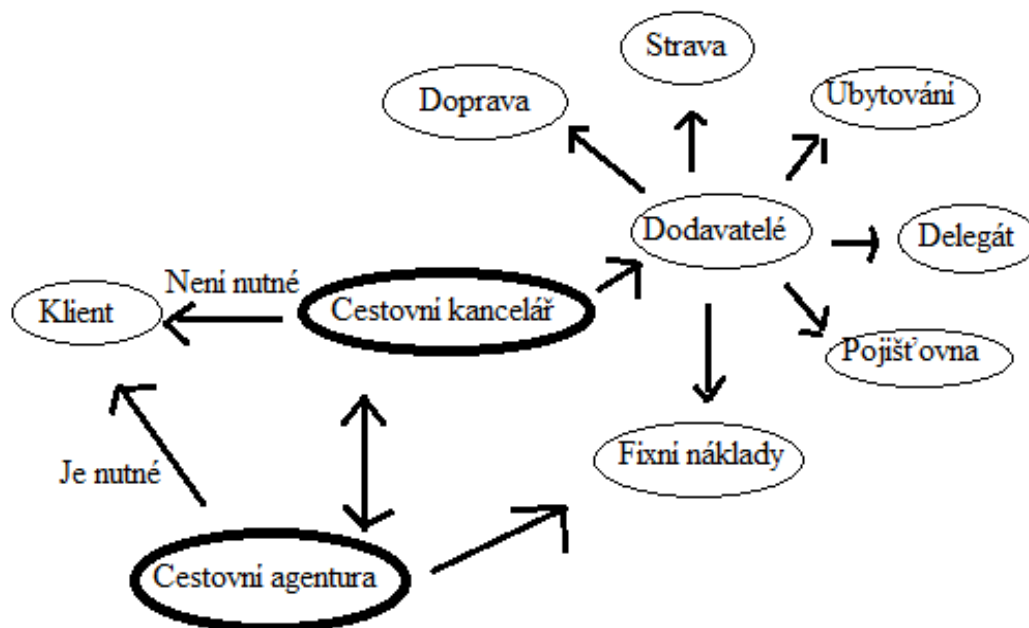 Strava
Doprava
Ubytování
Dodavatelé
Delegát
Není nutné
Klient
Cestovní kancelář
Pojišťovna
Fixní náklady
Je nutné
Cestovní agentura